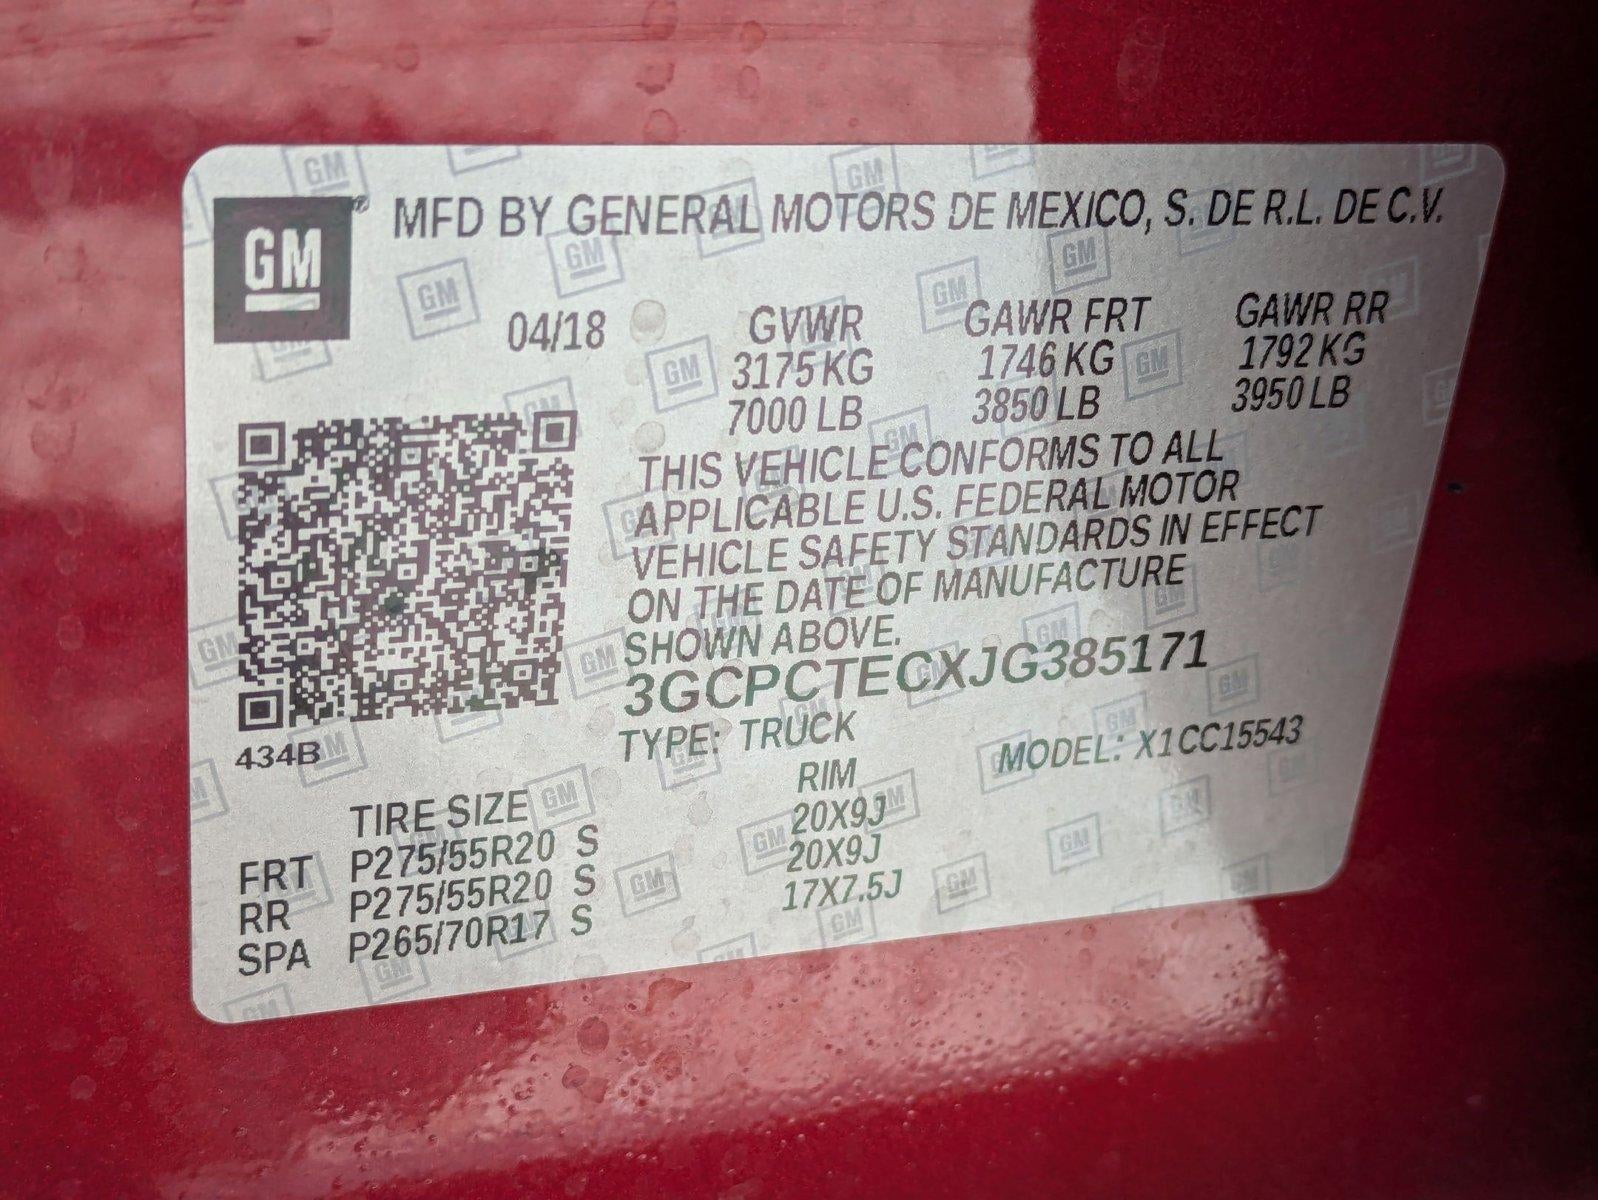 GM
MFD BY GENERAL MOTORS DE MEXICO, S. DE R.L. DE C.V.
04/18 GVWR GAWR FRT GAWR RR
3175 KG 1746 KG 1792 KG
7000 LB 3850 LB 3950 LB
THIS VEHICLE CONFORMS TO ALL
APPLICABLE U.S. FEDERAL MOTOR
VEHICLE SAFETY STANDARDS IN EFFECT
ON THE DATE OF MANUFACTURE
SHOWN ABOVE.
3GCPCTECXJG385171
434B TYPE: TRUCK MODEL: X1CC15543
TIRE SIZE RIM
FRT P275/55R20 S 20X9J
RR P275/55R20 S 20X9J
SPA P265/70R17 S 17X7.5J